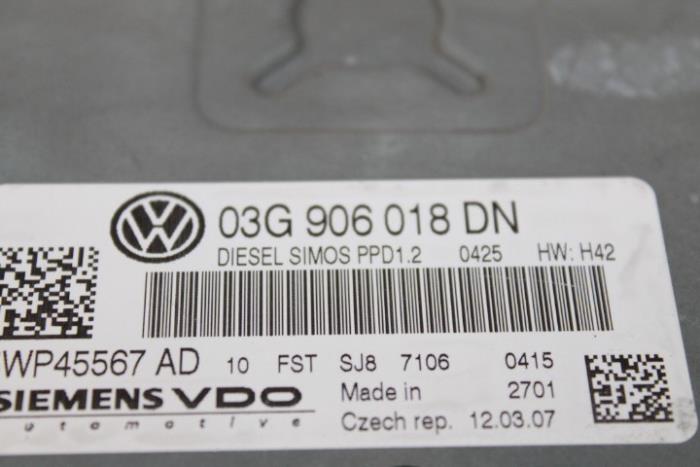 03G 906 018 DN
DIESEL SIMOS PPD1.2 0425 HW: H42
WP45567 AD 10 FST SJ8 7106 0415
SIEMENS VDO Made in 2701
automotive Czech rep. 12.03.07